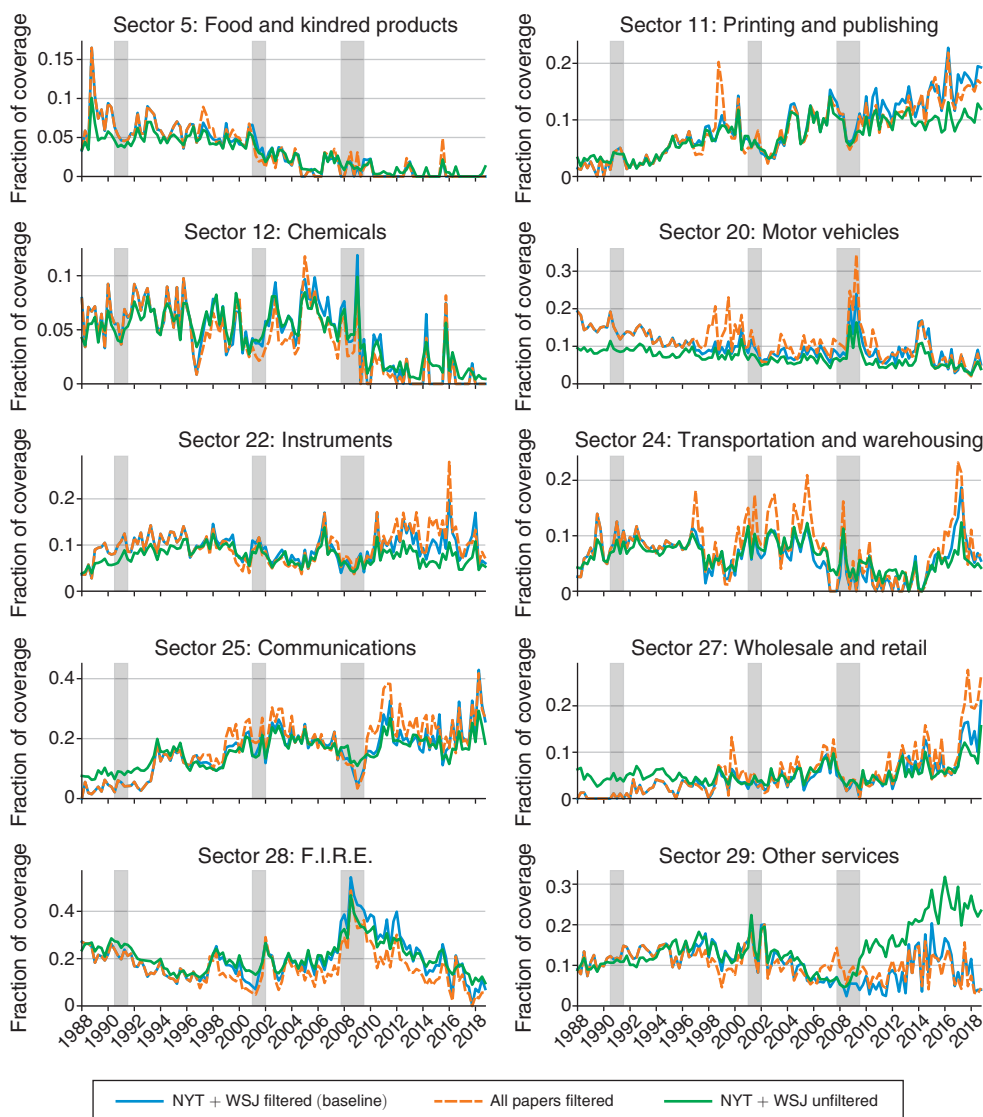 Sector 5: Food and kindred products
Fraction of coverage
0.15
0.1
0.05
0
Sector 11: Printing and publishing
Fraction of coverage
0.2
0.1
0
Sector 12: Chemicals
Fraction of coverage
0.1
0.05
0
Sector 20: Motor vehicles
Fraction of coverage
0.3
0.2
0.1
0
Sector 22: Instruments
Fraction of coverage
0.2
0.1
0
Sector 24: Transportation and warehousing
Fraction of coverage
0.2
0.1
0
Sector 25: Communications
Fraction of coverage
0.4
0.2
0
Sector 27: Wholesale and retail
Fraction of coverage
0.2
0.1
0
Sector 28: F.I.R.E.
Fraction of coverage
0.4
0.2
0
1988 1990 1992 1994 1996 1998 2000 2002 2004 2006 2008 2010 2012 2014 2016 2018
Sector 29: Other services
Fraction of coverage
0.3
0.2
0.1
0
1988 1990 1992 1994 1996 1998 2000 2002 2004 2006 2008 2010 2012 2014 2016 2018
NYT + WSJ filtered (baseline) All papers filtered NYT + WSJ unfiltered